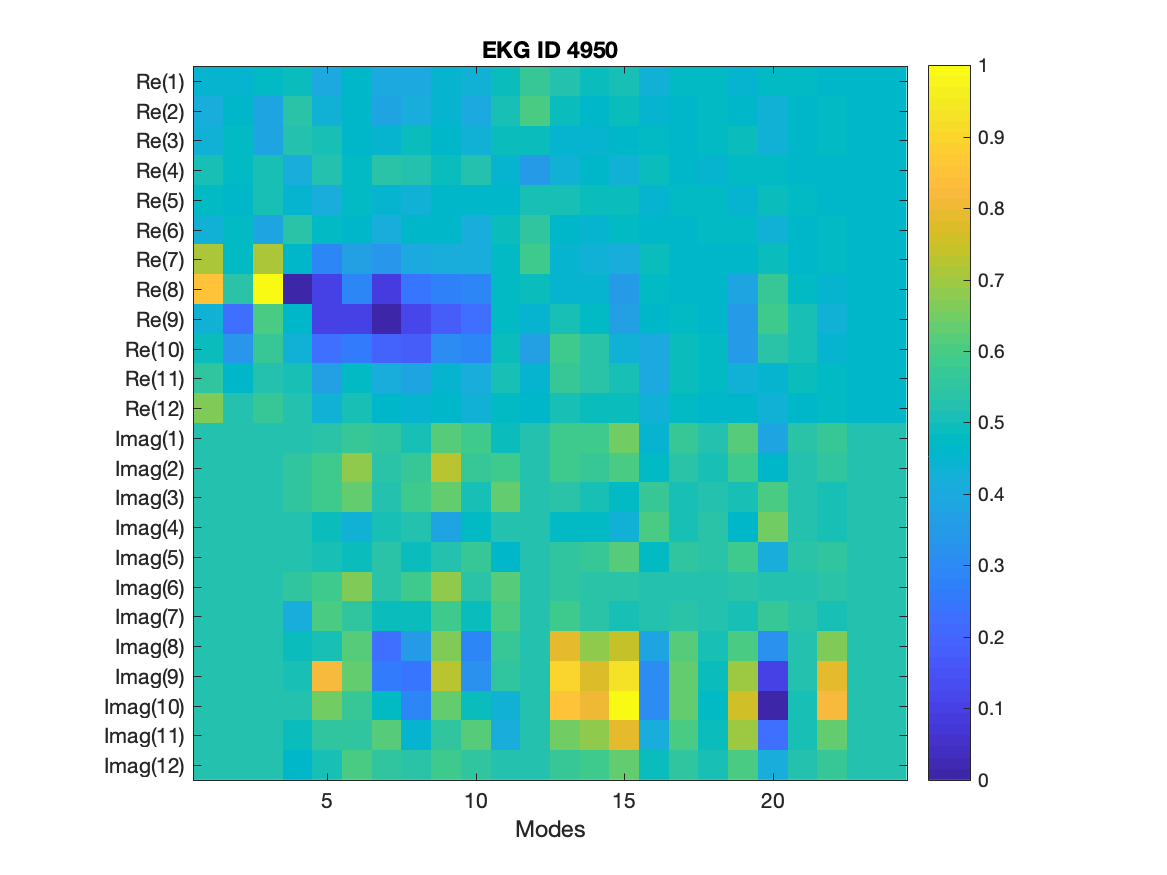 EKG ID 4950
Re(1)
Re(2)
Re(3)
Re(4)
Re(5)
Re(6)
Re(7)
Re(8)
Re(9)
Re(10)
Re(11)
Re(12)
Imag(1)
Imag(2)
Imag(3)
Imag(4)
Imag(5)
Imag(6)
Imag(7)
Imag(8)
Imag(9)
Imag(10)
Imag(11)
Imag(12)
5 10 15 20
Modes
1
0.9
0.8
0.7
0.6
0.5
0.4
0.3
0.2
0.1
0